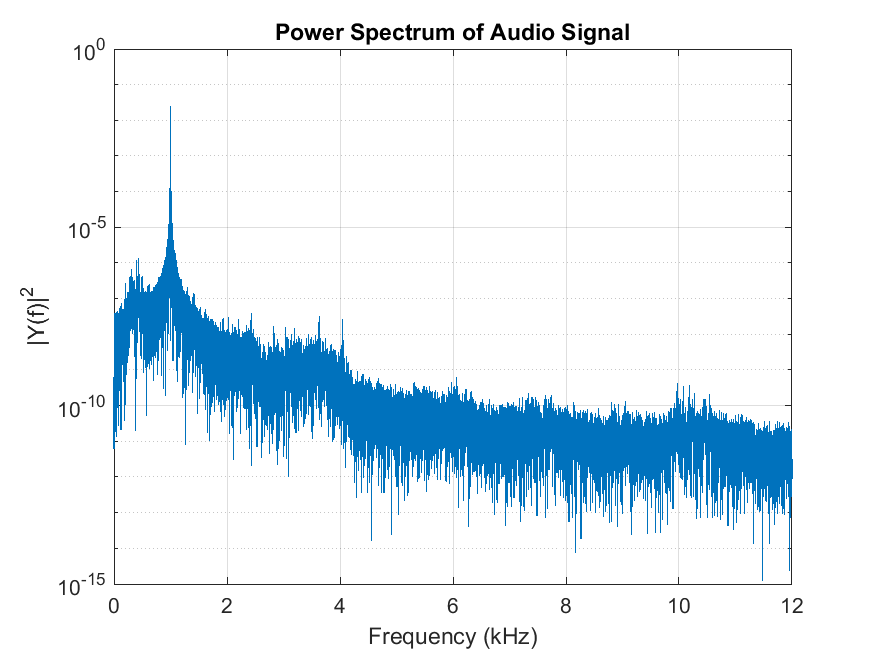 Power Spectrum of Audio Signal
10^0
10^-5
10^-10
10^-15
|Y(f)|^2
0 2 4 6 8 10 12
Frequency (kHz)